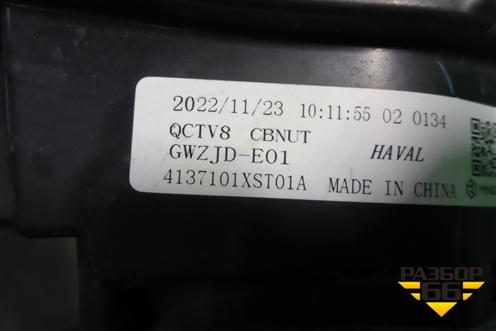 2022/11/23 10:11:55 02 0134
QCTV8 CBNUT
GWZJD-E01 HAVAL
4137101XST01A MADE IN CHINA
РАЗБОР
66